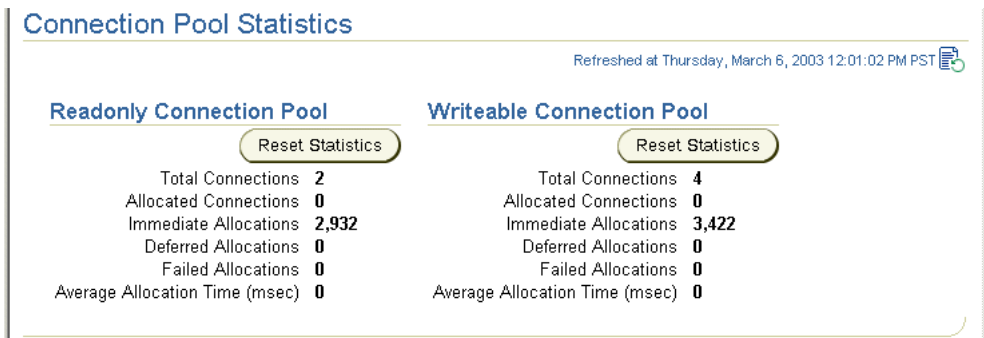 Connection Pool Statistics
Refreshed at Thursday, March 6, 2003 12:01:02 PM PST
Readonly Connection Pool
Reset Statistics
Total Connections 2
Allocated Connections 0
Immediate Allocations 2,932
Deferred Allocations 0
Failed Allocations 0
Average Allocation Time (msec) 0
Writeable Connection Pool
Reset Statistics
Total Connections 4
Allocated Connections 0
Immediate Allocations 3,422
Deferred Allocations 0
Failed Allocations 0
Average Allocation Time (msec) 0